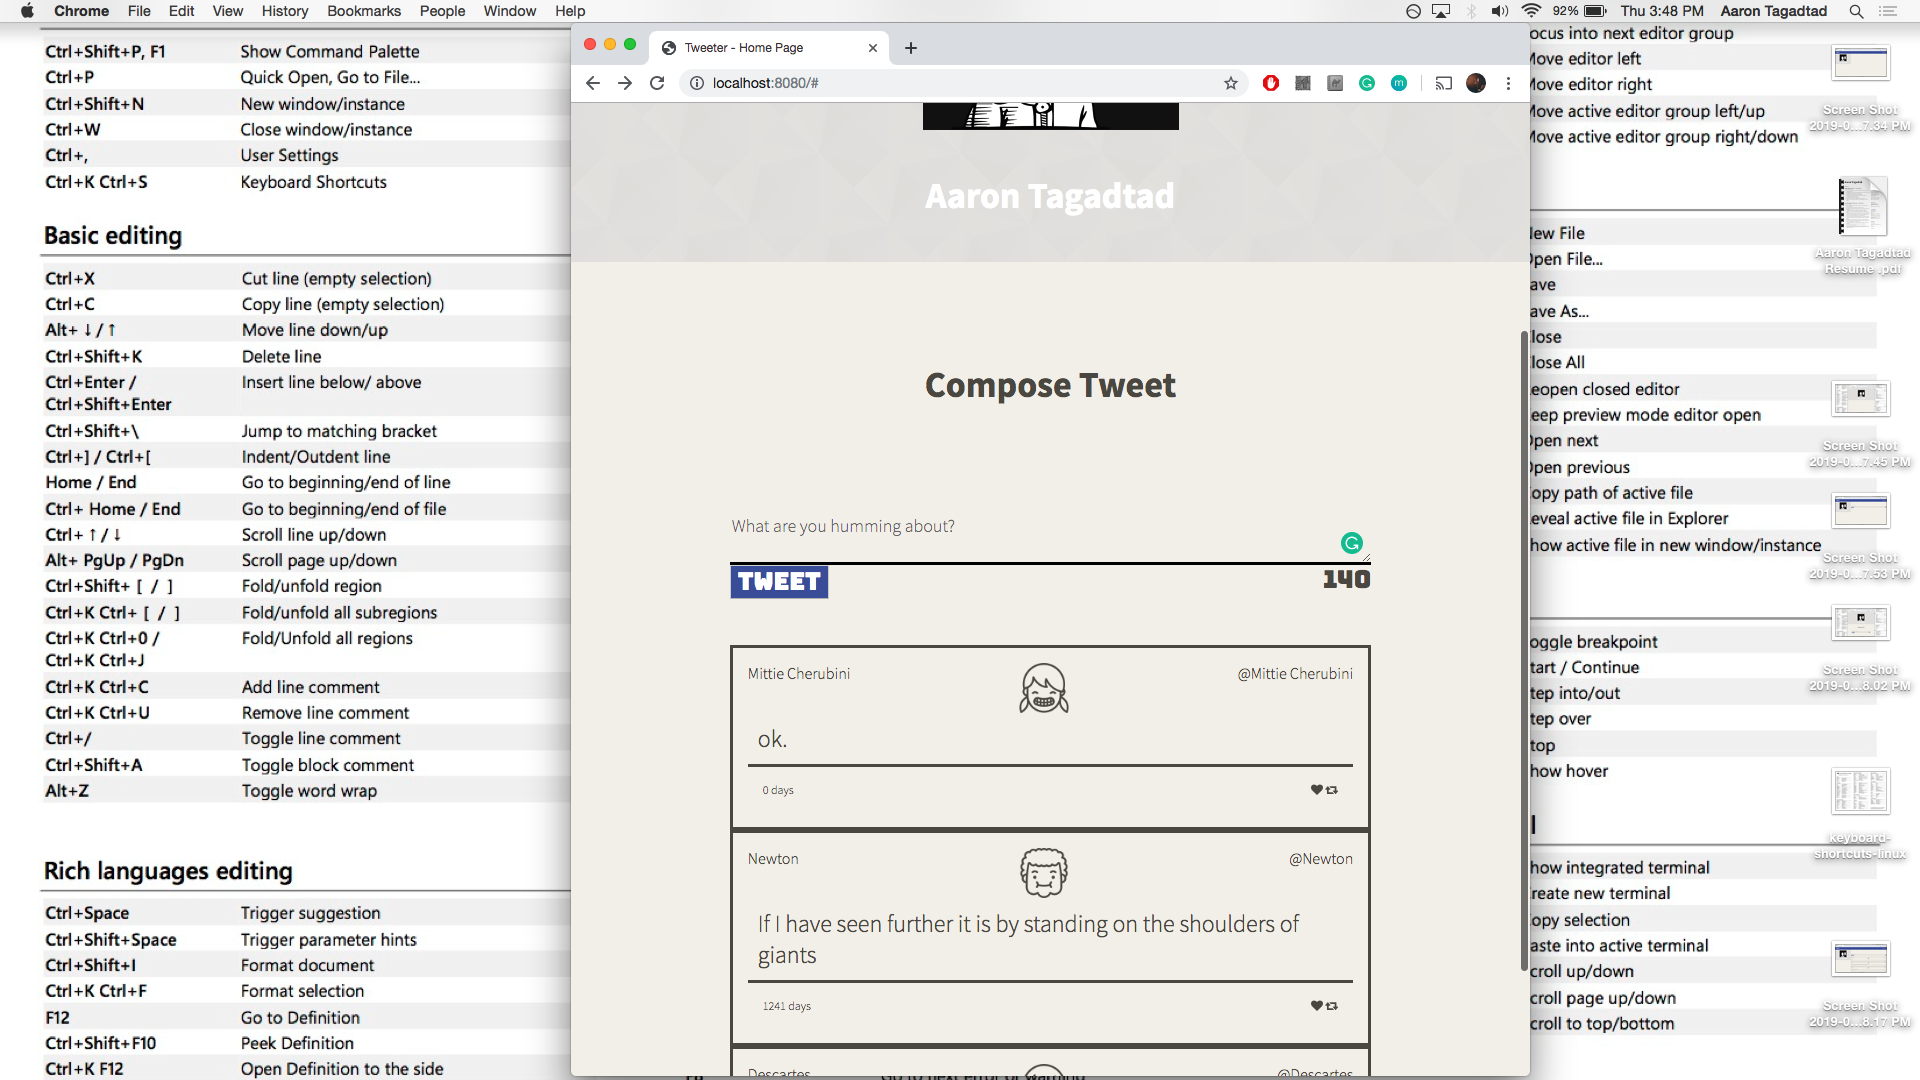 Chrome File Edit View History Bookmarks People Window Help
92% Thu 3:48 PM Aaron Tagadtad
Ctrl+Shift+P, F1 Show Command Palette
Ctrl+P Quick Open, Go to File...
Ctrl+Shift+N New window/instance
Ctrl+W Close window/instance
Ctrl+, User Settings
Ctrl+K Ctrl+S Keyboard Shortcuts
Basic editing
Ctrl+X Cut line (empty selection)
Ctrl+C Copy line (empty selection)
Alt+ ↓ / ↑ Move line down/up
Ctrl+Shift+K Delete line
Ctrl+Enter / Insert line below/ above
Ctrl+Shift+Enter
Ctrl+Shift+\ Jump to matching bracket
Ctrl+] / Ctrl+[ Indent/Outdent line
Home / End Go to beginning/end of line
Ctrl+ Home / End Go to beginning/end of file
Ctrl+ ↑ / ↓ Scroll line up/down
Alt+ PgUp / PgDn Scroll page up/down
Ctrl+Shift+ [ / ] Fold/unfold region
Ctrl+K Ctrl+ [ / ] Fold/unfold all subregions
Ctrl+K Ctrl+0 / Fold/Unfold all regions
Ctrl+K Ctrl+J
Ctrl+K Ctrl+C Add line comment
Ctrl+K Ctrl+U Remove line comment
Ctrl+/ Toggle line comment
Ctrl+Shift+A Toggle block comment
Alt+Z Toggle word wrap
Rich languages editing
Ctrl+Space Trigger suggestion
Ctrl+Shift+Space Trigger parameter hints
Ctrl+Shift+I Format document
Ctrl+K Ctrl+F Format selection
F12 Go to Definition
Ctrl+Shift+F10 Peek Definition
Ctrl+K F12 Open Definition to the side
Tweeter - Home Page
localhost:8080/#
Aaron Tagadtad
Compose Tweet
What are you humming about?
TWEET 140
Mittie Cherubini @Mittie Cherubini
ok.
0 days
Newton @Newton
If I have seen further it is by standing on the shoulders of
giants
1241 days
Descartes @Descartes
ocus into next editor group
Move editor left
Move editor right
Move active editor group left/up
Move active editor group right/down
New File
Open File...
ave
ave As...
lose
lose All
eopen closed editor
eep preview mode editor open
Open next
Open previous
opy path of active file
eveal active file in Explorer
how active file in new window/instance
oggle breakpoint
tart / Continue
tep into/out
tep over
top
how hover
how integrated terminal
reate new terminal
opy selection
aste into active terminal
croll up/down
croll page up/down
croll to top/bottom
Screen Shot
2019-0...7.34 PM
Aaron Tagadtad
Resume .pdf
Screen Shot
2019-0...7.45 PM
Screen Shot
2019-0...7.53 PM
Screen Shot
2019-0...8.02 PM
keyboard-
shortcuts-linux
Screen Shot
2019-0...8.17 PM